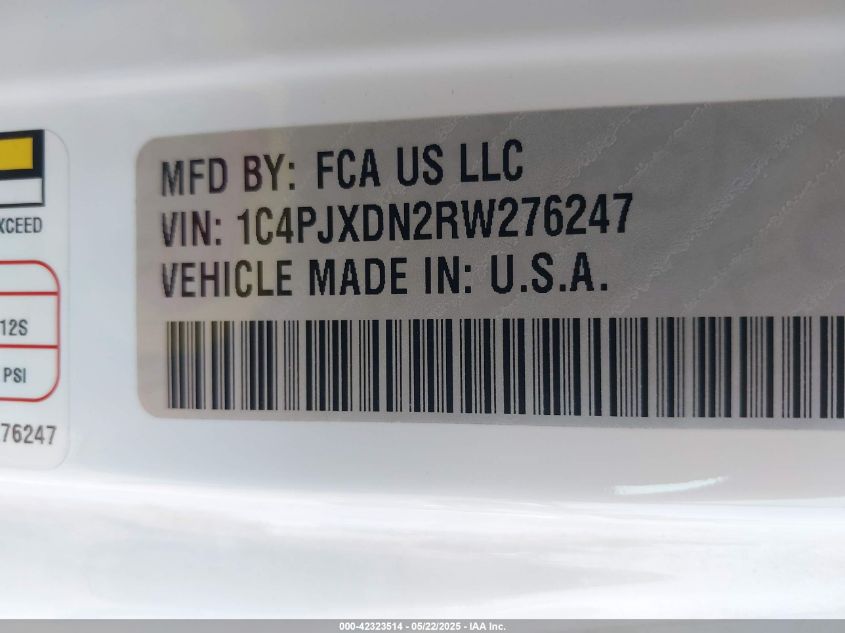 MFD BY: FCA US LLC
VIN: 1C4PJXDN2RW276247
VEHICLE MADE IN: U.S.A.
XCEED
12S
PSI
76247
000-42323514 - 05/22/2025 - IAA Inc.